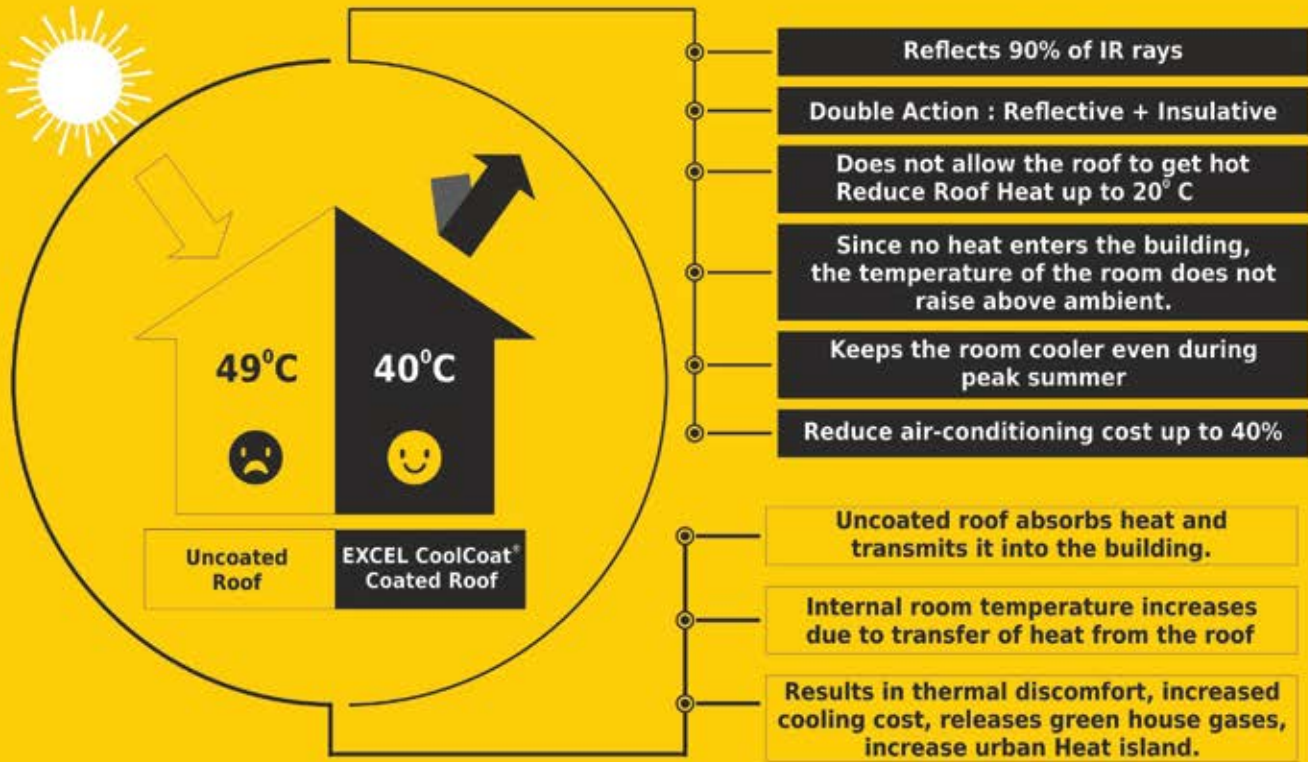 49⁰C
40⁰C
Uncoated
Roof
EXCEL CoolCoat®
Coated Roof
Reflects 90% of IR rays
Double Action : Reflective + Insulative
Does not allow the roof to get hot
Reduce Roof Heat up to 20⁰ C
Since no heat enters the building,
the temperature of the room does not
raise above ambient.
Keeps the room cooler even during
peak summer
Reduce air-conditioning cost up to 40%
Uncoated roof absorbs heat and
transmits it into the building.
Internal room temperature increases
due to transfer of heat from the roof
Results in thermal discomfort, increased
cooling cost, releases green house gases,
increase urban Heat island.